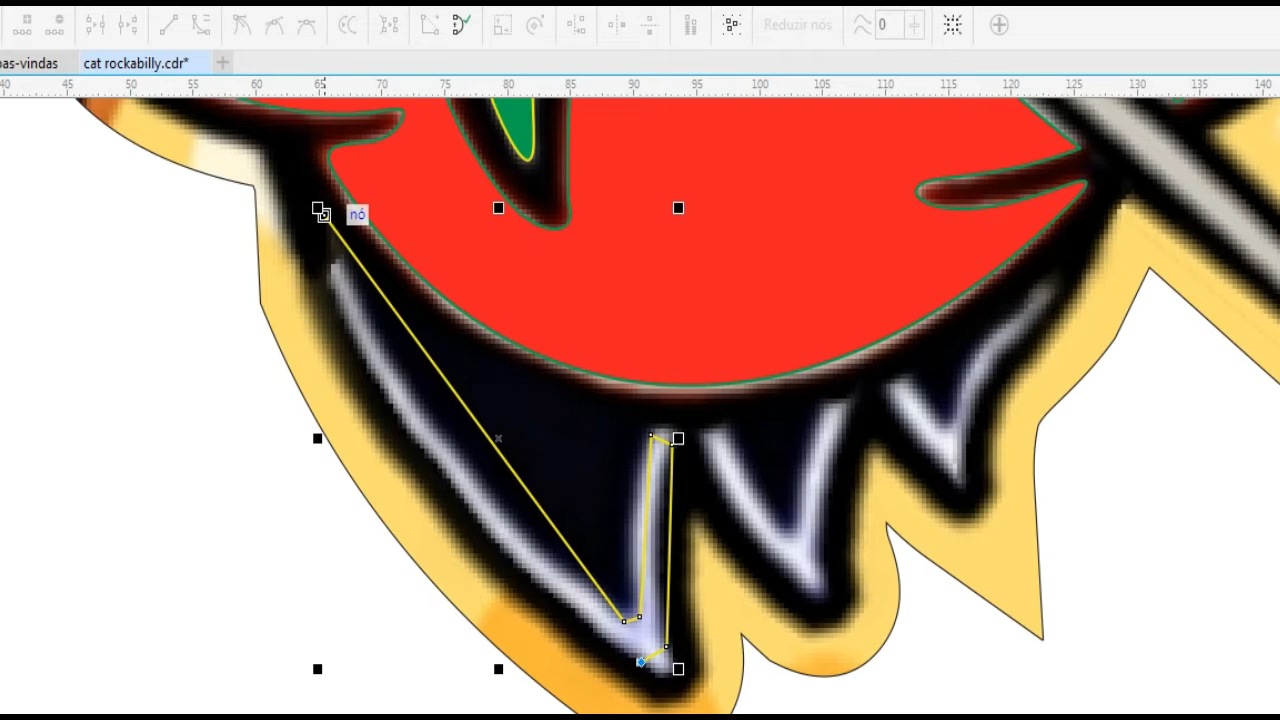 Reduzir nós
0
as-vindas
cat rockabilly.cdr*
40 45 50 55 60 65 70 75 80 85 90 95 100 105 110 115 120 125 130 135 140
nó